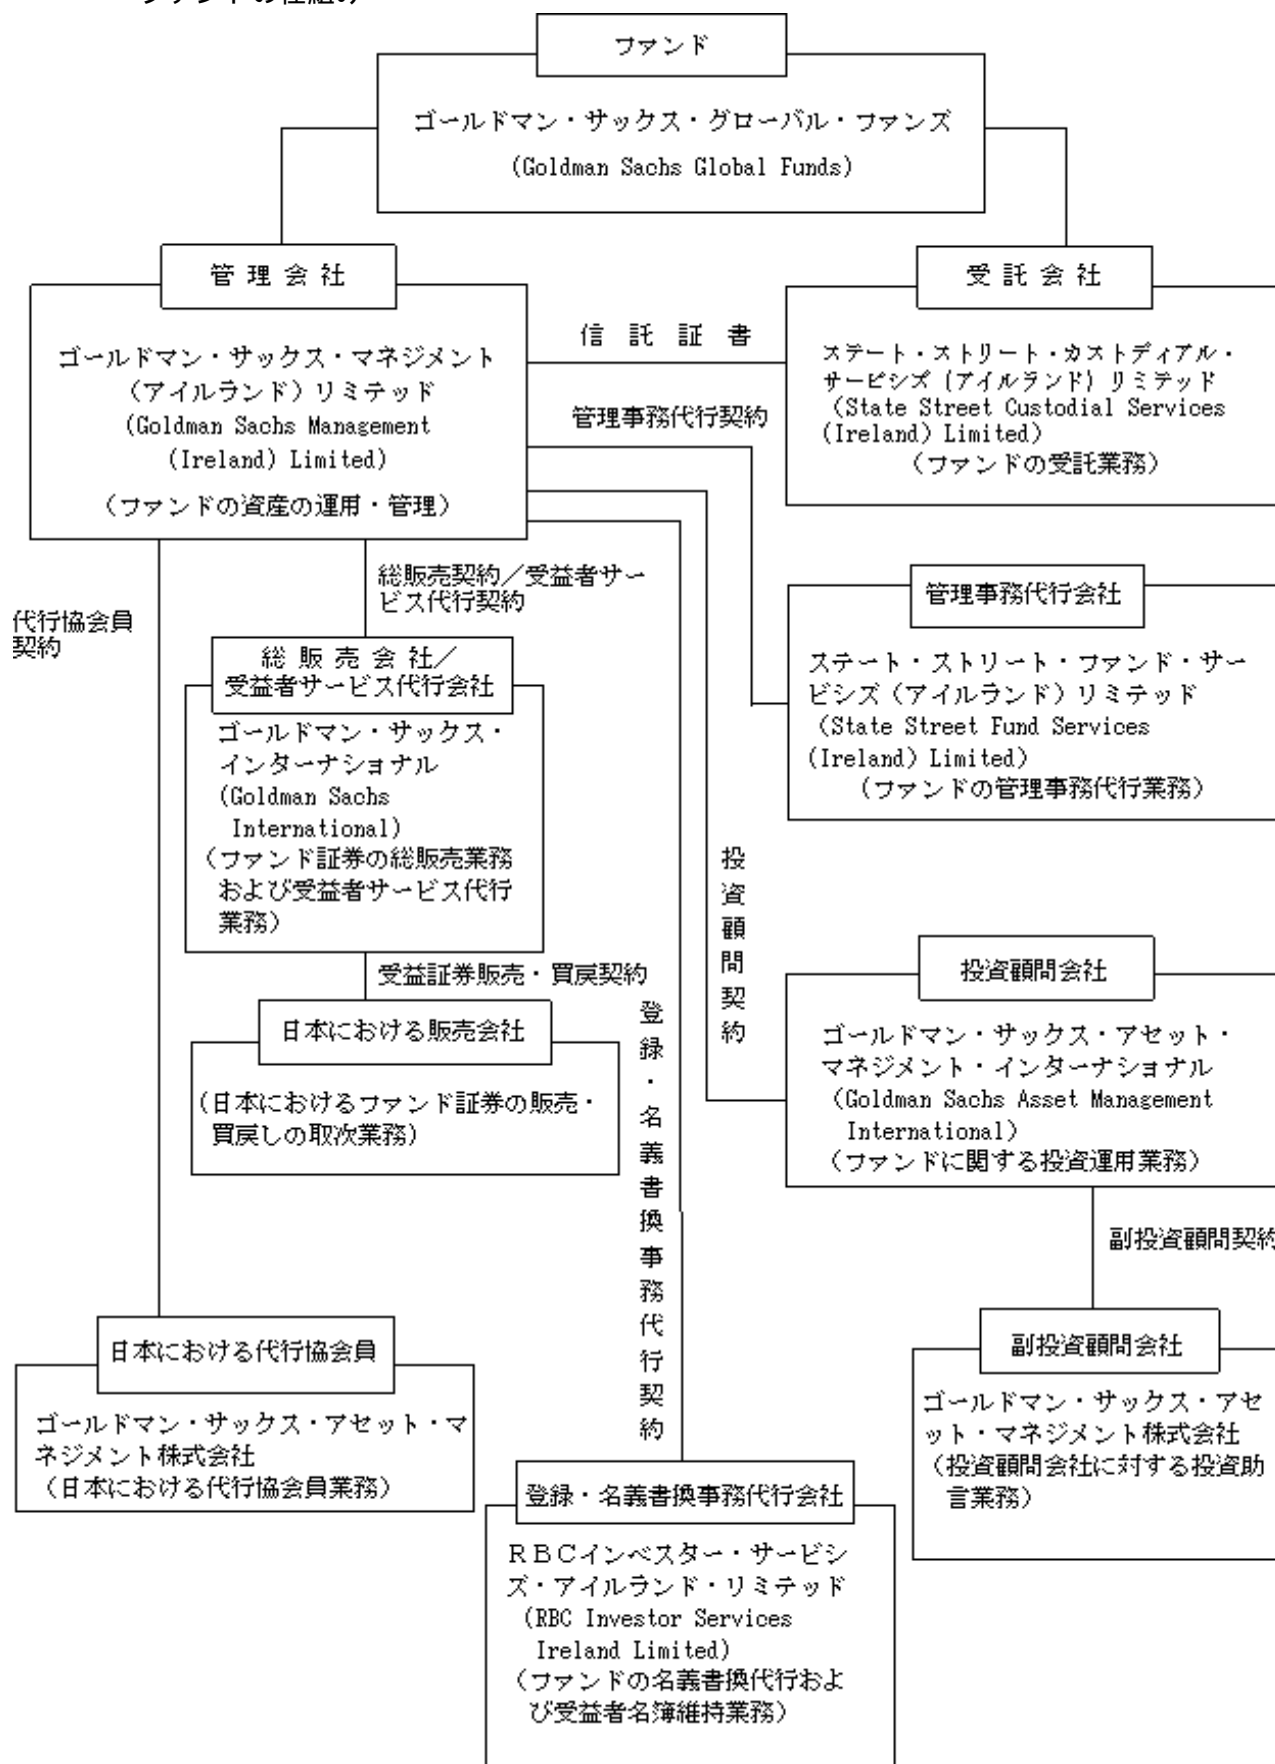 ファンドの仕組み
ファンド
ゴールドマン・サックス・グローバル・ファンズ
(Goldman Sachs Global Funds)
管 理 会 社
ゴールドマン・サックス・マネジメント
（アイルランド）リミテッド
(Goldman Sachs Management
(Ireland) Limited)
（ファンドの資産の運用・管理）
受 託 会 社
ステート・ストリート・カストディアル・
サービシズ（アイルランド）リミテッド
(State Street Custodial Services
(Ireland) Limited)
（ファンドの受託業務）
信 託 証 書
管理事務代行契約
管理事務代行会社
ステート・ストリート・ファンド・サー
ビシズ（アイルランド）リミテッド
(State Street Fund Services
(Ireland) Limited)
（ファンドの管理事務代行業務）
総販売契約／受益者サー
ビス代行契約
代行協会員
契約
総 販 売 会 社／
受益者サービス代行会社
ゴールドマン・サックス・
インターナショナル
(Goldman Sachs
International)
（ファンド証券の総販売業務
および受益者サービス代行
業務）
受益証券販売・買戻契約
日本における販売会社
（日本におけるファンド証券の販売・
買戻しの取次業務）
投資顧問契約
登録・名義書換事務代行契約
投資顧問会社
ゴールドマン・サックス・アセット・
マネジメント・インターナショナル
(Goldman Sachs Asset Management
International)
（ファンドに関する投資運用業務）
副投資顧問契約
副投資顧問会社
ゴールドマン・サックス・アセ
ット・マネジメント株式会社
（投資顧問会社に対する投資助
言業務）
日本における代行協会員
ゴールドマン・サックス・アセット・マ
ネジメント株式会社
（日本における代行協会員業務）
登録・名義書換事務代行会社
ＲＢＣインベスター・サービシ
ズ・アイルランド・リミテッド
(RBC Investor Services
Ireland Limited)
（ファンドの名義書換代行およ
び受益者名簿維持業務）